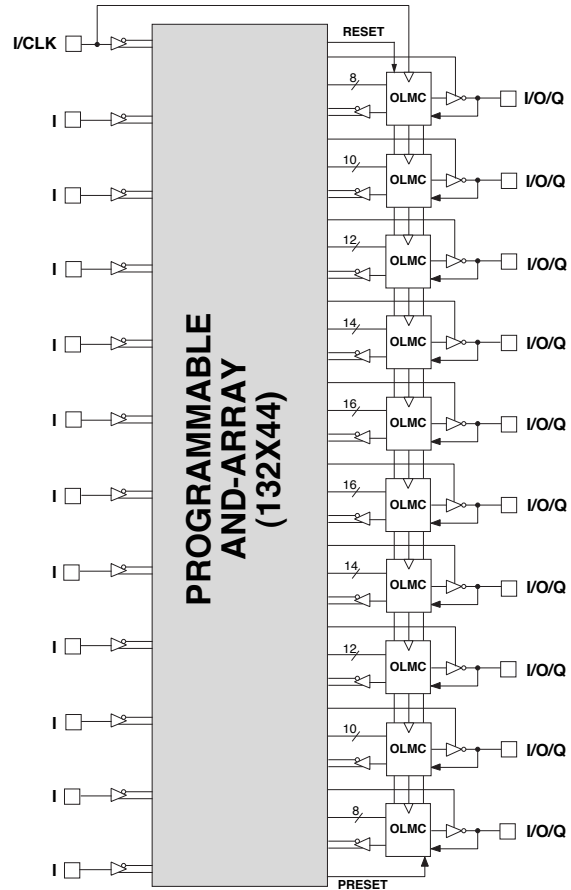 RESET
I/CLK
8
OLMC
I/O/Q
I
10
OLMC
I/O/Q
I
12
OLMC
I/O/Q
I
14
OLMC
I/O/Q
I
16
OLMC
I/O/Q
I
PROGRAMMABLE
AND-ARRAY
(132X44)
16
OLMC
I/O/Q
I
14
OLMC
I/O/Q
I
12
OLMC
I/O/Q
I
10
OLMC
I/O/Q
I
8
OLMC
I/O/Q
I
I
PRESET